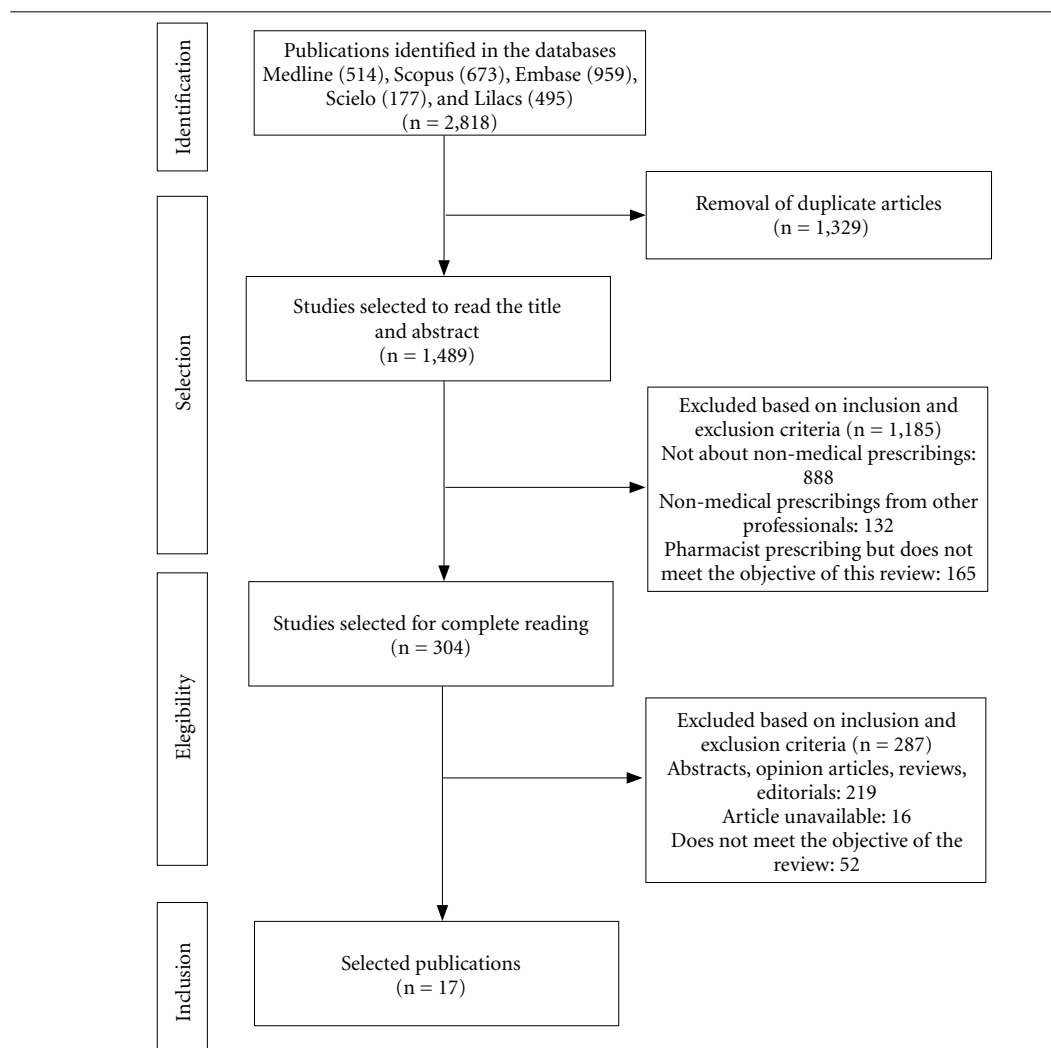 Identification
Publications identified in the databases
Medline (514), Scopus (673), Embase (959),
Scielo (177), and Lilacs (495)
(n = 2,818)
Removal of duplicate articles
(n = 1,329)
Selection
Studies selected to read the title
and abstract
(n = 1,489)
Excluded based on inclusion and
exclusion criteria (n = 1,185)
Not about non-medical prescribings:
888
Non-medical prescribings from other
professionals: 132
Pharmacist prescribing but does not
meet the objective of this review: 165
Elegibility
Studies selected for complete reading
(n = 304)
Excluded based on inclusion and
exclusion criteria (n = 287)
Abstracts, opinion articles, reviews,
editorials: 219
Article unavailable: 16
Does not meet the objective of the
review: 52
Inclusion
Selected publications
(n = 17)